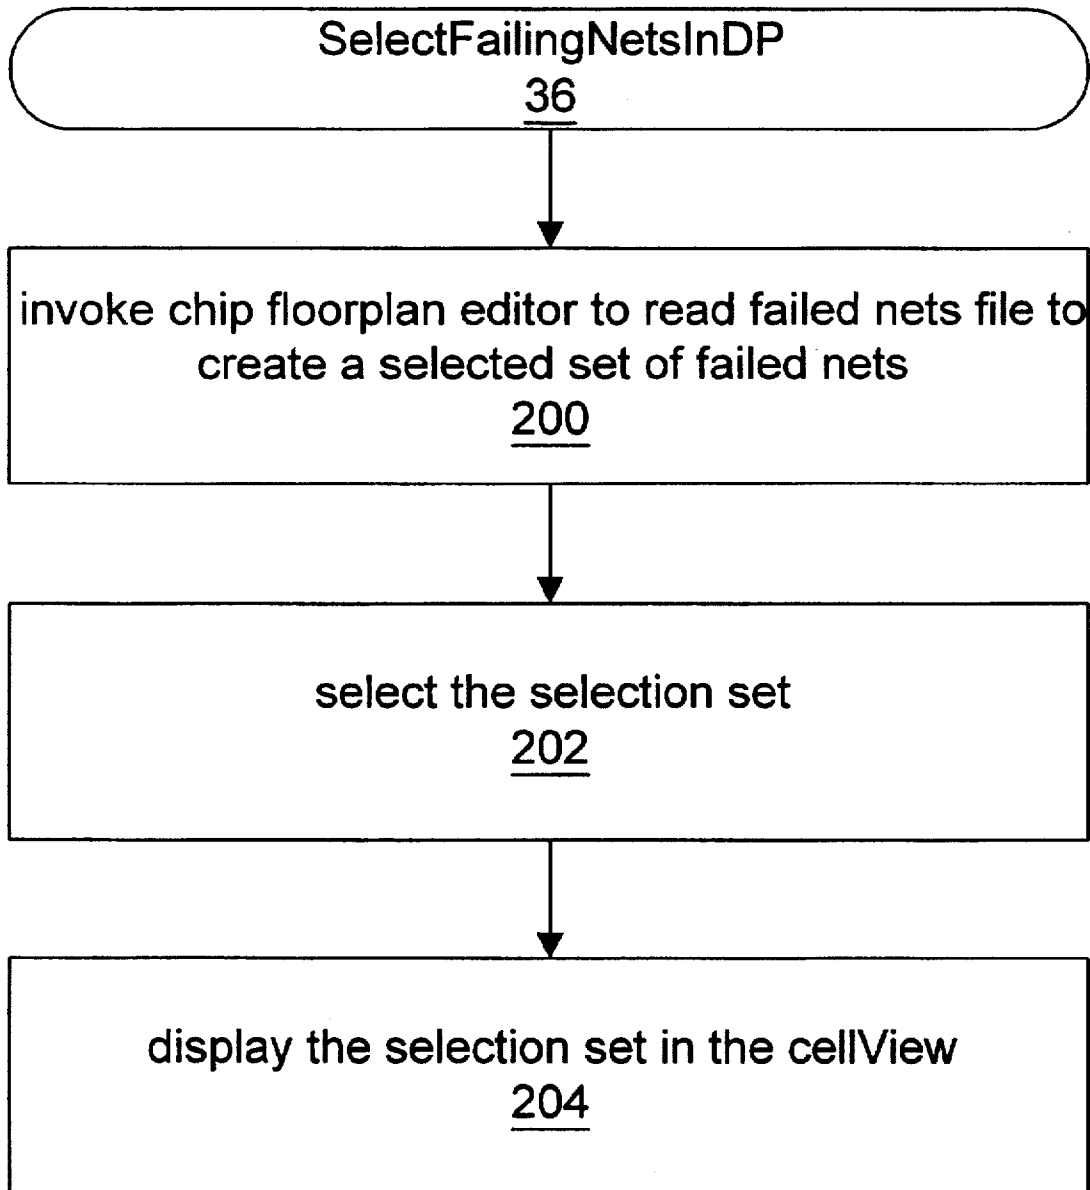 SelectFailingNetsInDP
36
invoke chip floorplan editor to read failed nets file to
create a selected set of failed nets
200
select the selection set
202
display the selection set in the cellView
204